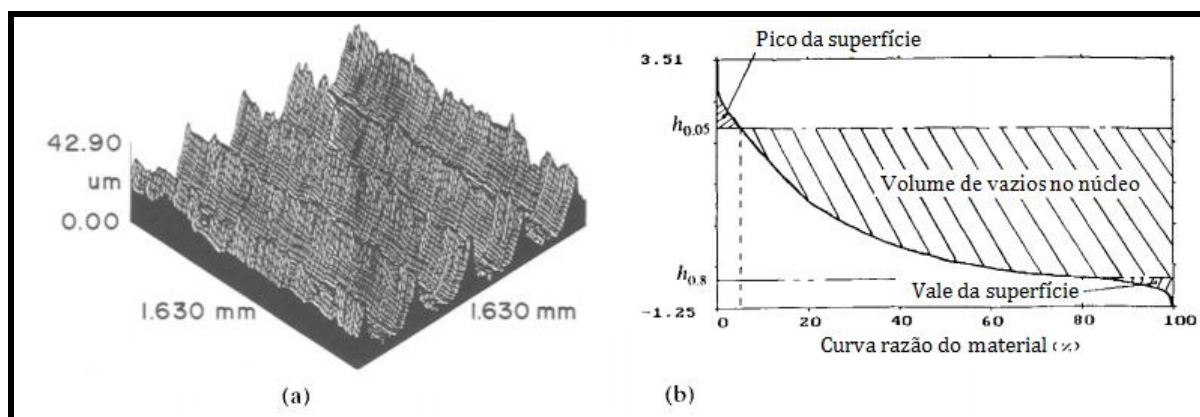 42.90
um
0.00
1.630 mm
1.630 mm
(a)
(b)
Pico da superfície
3.51
h0.05
Volume de vazios no núcleo
h0.8
Vale da superfície
-1.25
0
20
40
60
80
100
Curva razão do material (%)